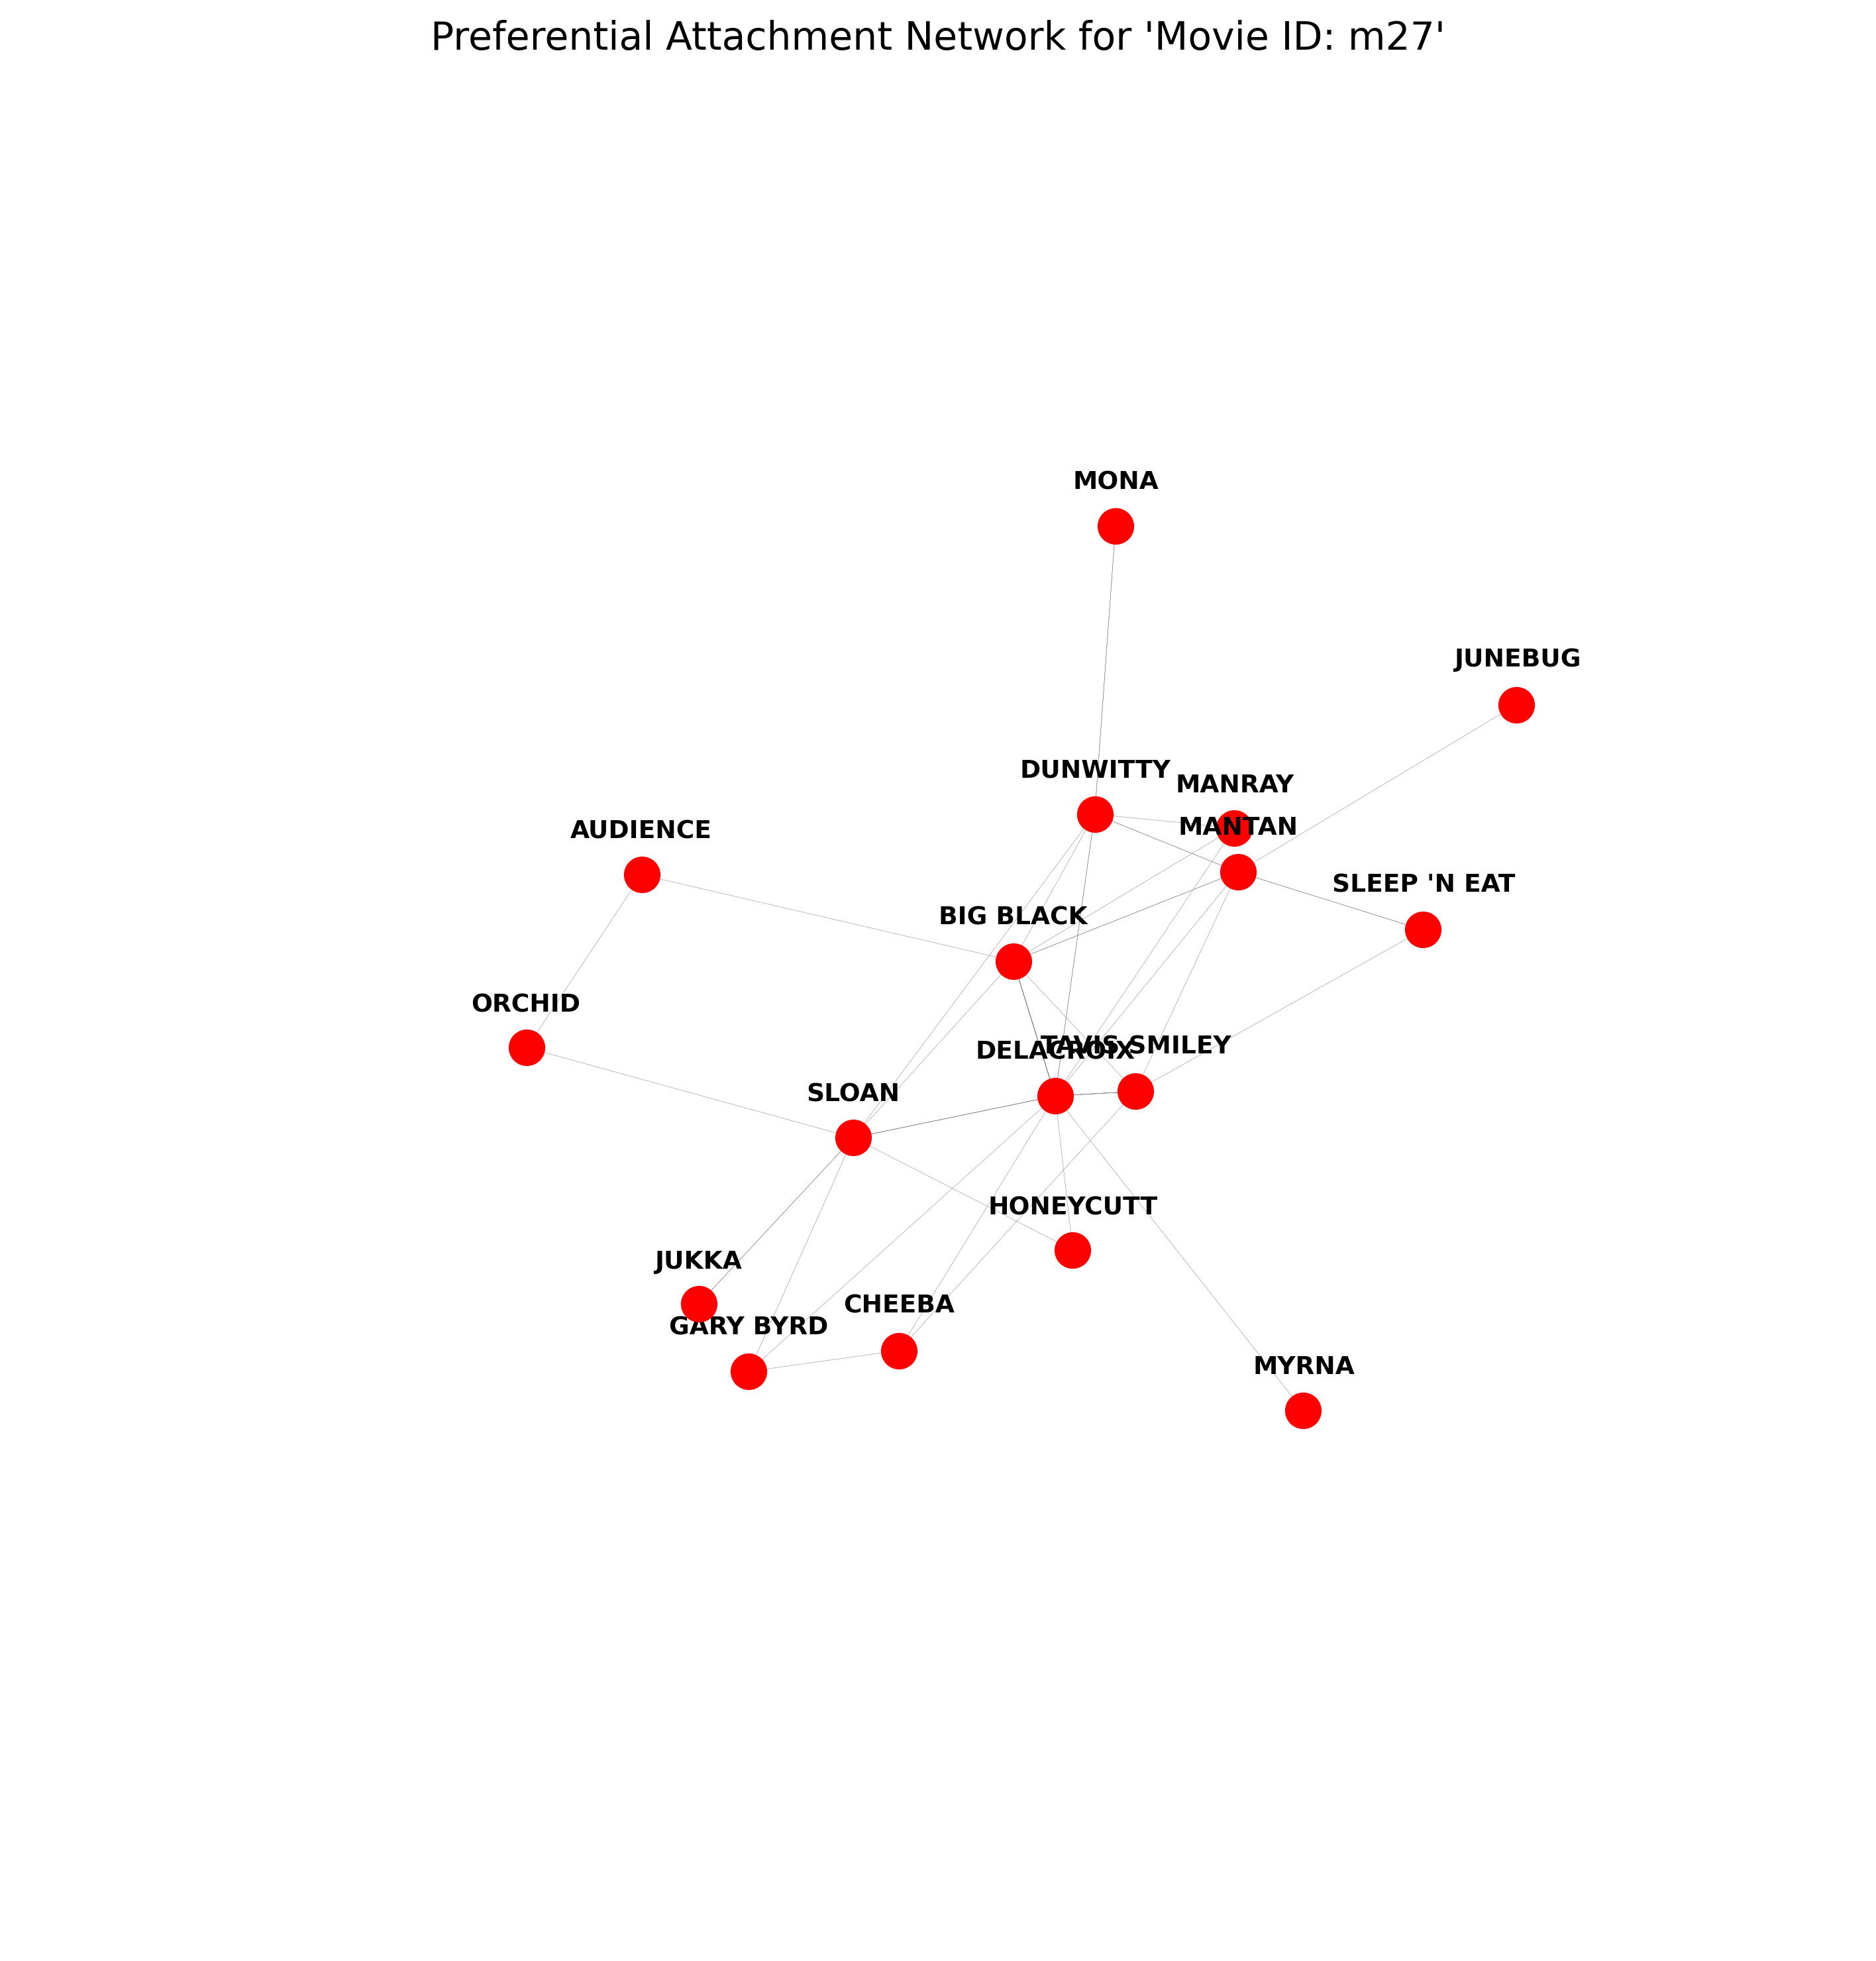 Preferential Attachment Network for 'Movie ID: m27'
MONA
JUNEBUG
DUNWITTY
MANRAY
MANTAN
AUDIENCE
SLEEP 'N EAT
BIG BLACK
ORCHID
DELACROIX
TAVIS SMILEY
SLOAN
HONEYCUTT
JUKKA
CHEEBA
GARY BYRD
MYRNA